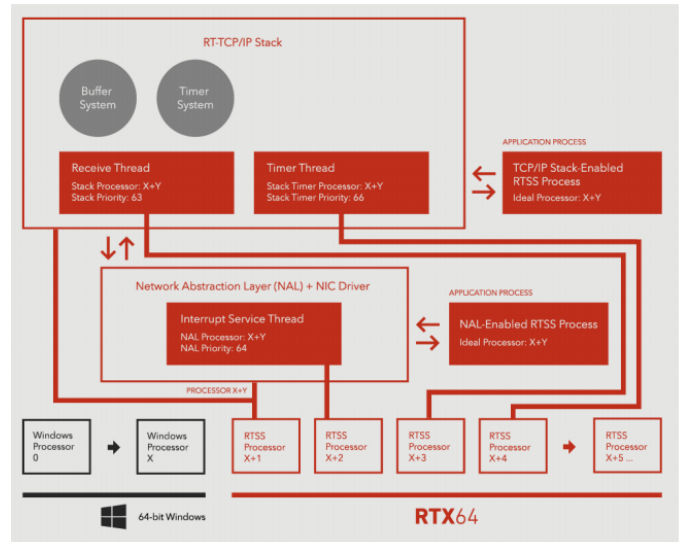 RT-TCP/IP Stack
Buffer
System
Timer
System
Receive Thread
Stack Processor: X+Y
Stack Priority: 63
Timer Thread
Stack Timer Processor: X+Y
Stack Timer Priority: 66
APPLICATION PROCESS
TCP/IP Stack-Enabled
RTSS Process
Ideal Processor: X+Y
Network Abstraction Layer (NAL) + NIC Driver
Interrupt Service Thread
NAL Processor: X+Y
NAL Priority: 64
APPLICATION PROCESS
NAL-Enabled RTSS Process
Ideal Processor: X+Y
PROCESSOR X+Y
Windows
Processor
0
Windows
Processor
X
RTSS
Processor
X+1
RTSS
Processor
X+2
RTSS
Processor
X+3
RTSS
Processor
X+4
RTSS
Processor
X+5 ...
64-bit Windows
RTX64